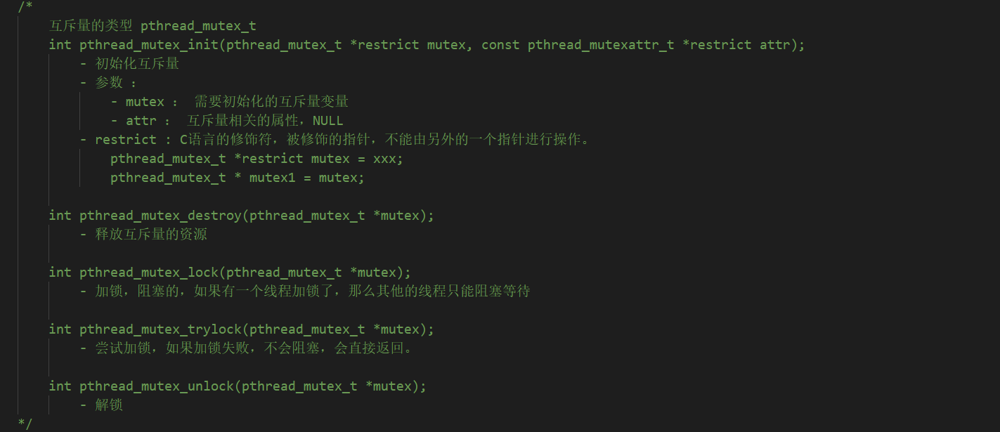 /*
互斥量的类型 pthread_mutex_t
int pthread_mutex_init(pthread_mutex_t *restrict mutex, const pthread_mutexattr_t *restrict attr);
- 初始化互斥量
- 参数 ：
- mutex ： 需要初始化的互斥量变量
- attr ： 互斥量相关的属性，NULL
- restrict : C语言的修饰符，被修饰的指针，不能由另外的一个指针进行操作。
pthread_mutex_t *restrict mutex = xxx;
pthread_mutex_t * mutex1 = mutex;
int pthread_mutex_destroy(pthread_mutex_t *mutex);
- 释放互斥量的资源
int pthread_mutex_lock(pthread_mutex_t *mutex);
- 加锁，阻塞的，如果有一个线程加锁了，那么其他的线程只能阻塞等待
int pthread_mutex_trylock(pthread_mutex_t *mutex);
- 尝试加锁，如果加锁失败，不会阻塞，会直接返回。
int pthread_mutex_unlock(pthread_mutex_t *mutex);
- 解锁
*/